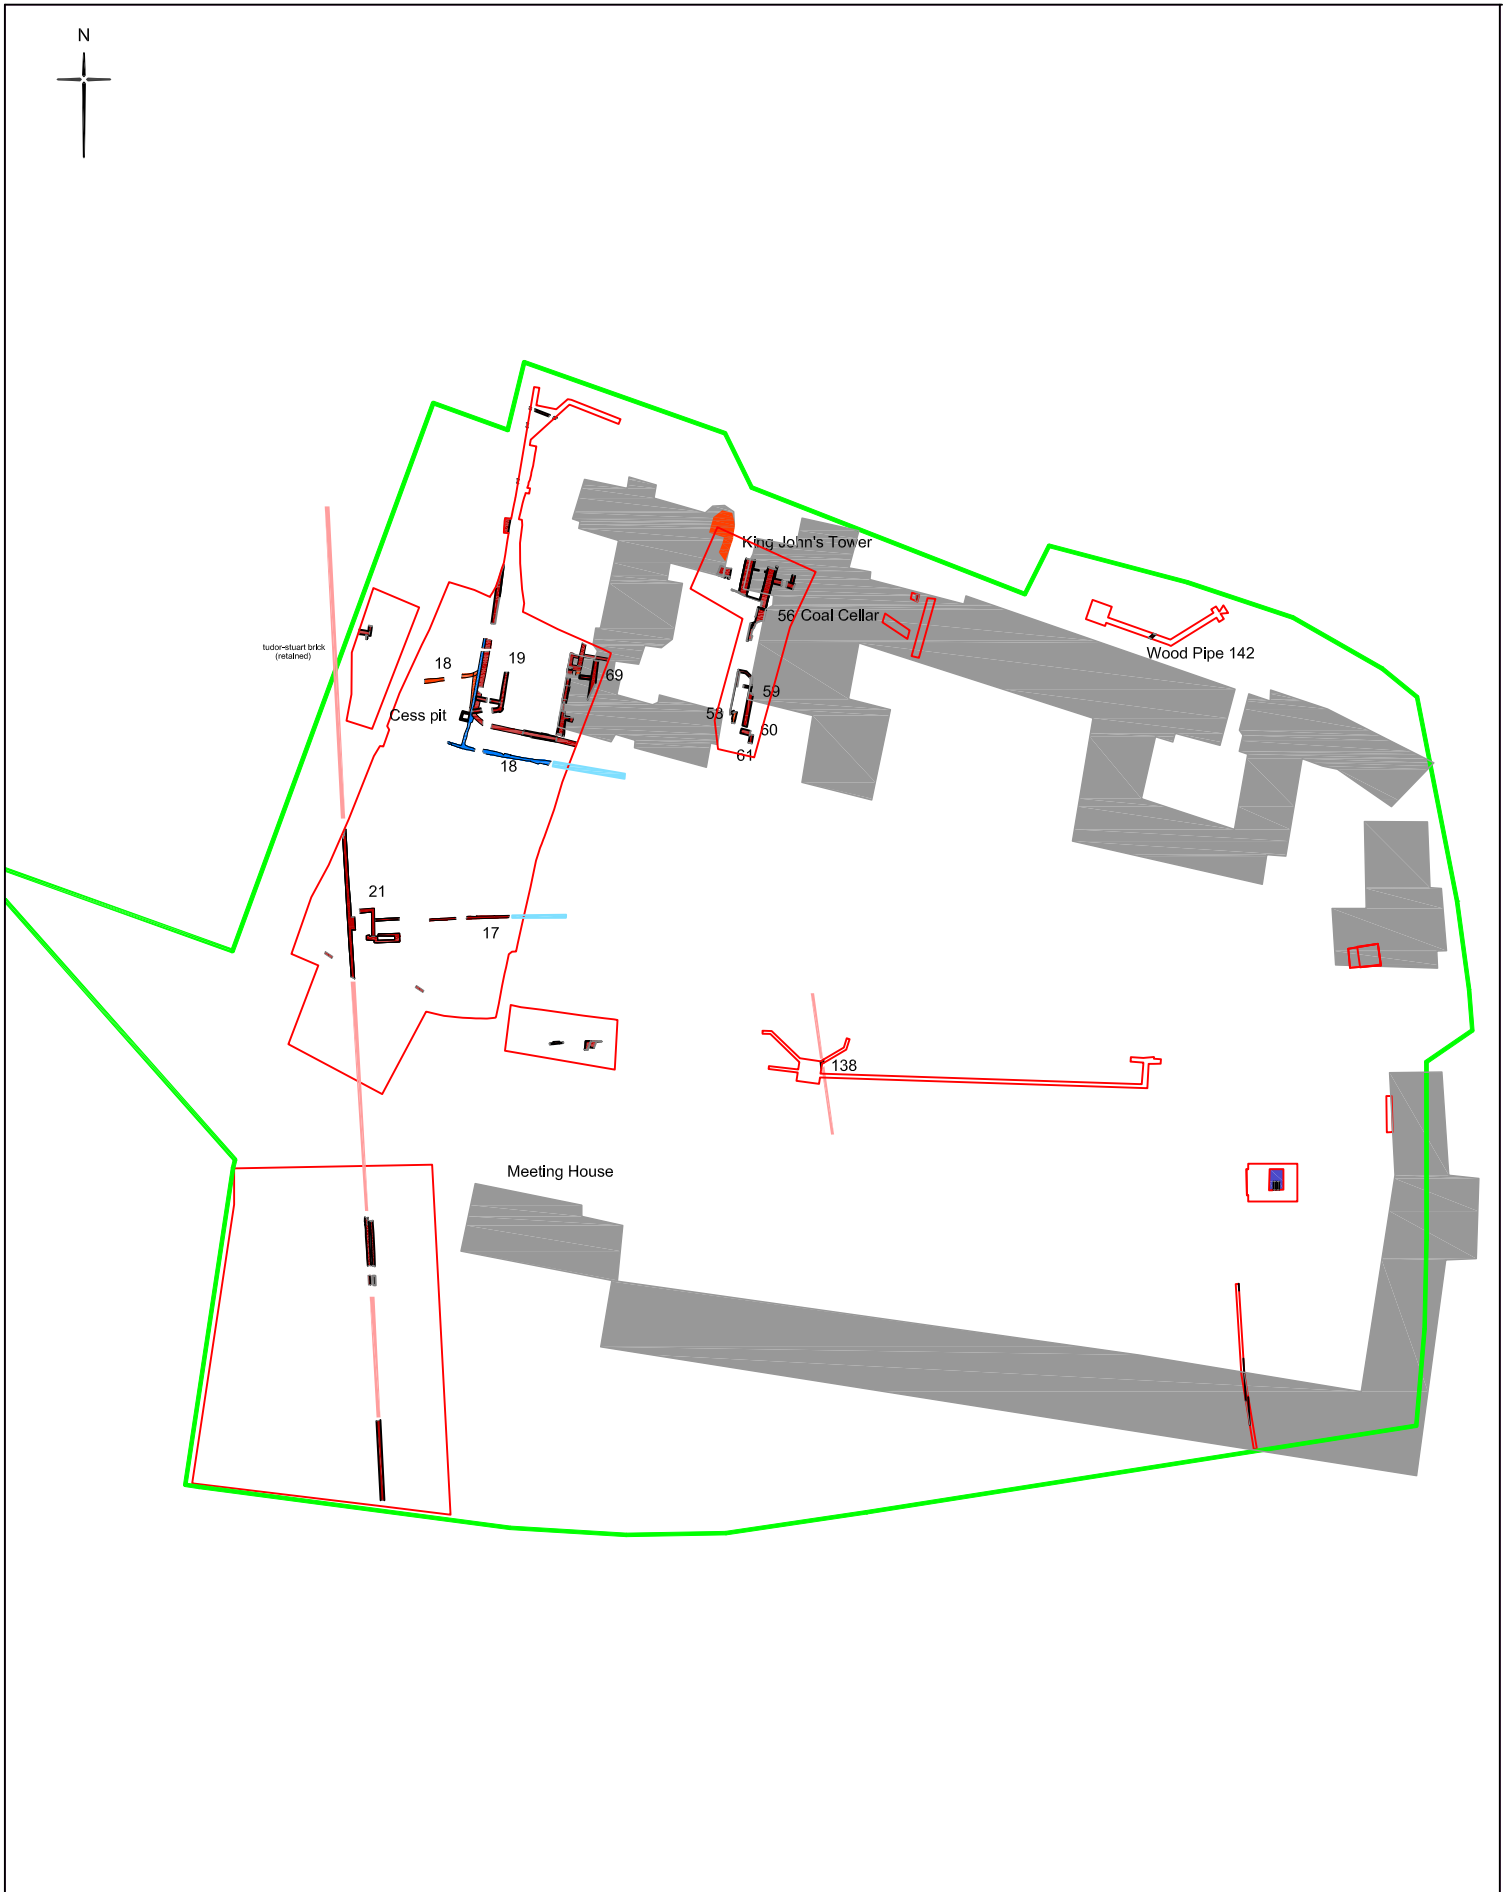 N
King John's Tower
56 Coal Cellar
tudor-stuart brick
(retained)
Wood Pipe 142
18
19
69
59
Cess pit
58
60
61
18
21
17
138
Meeting House